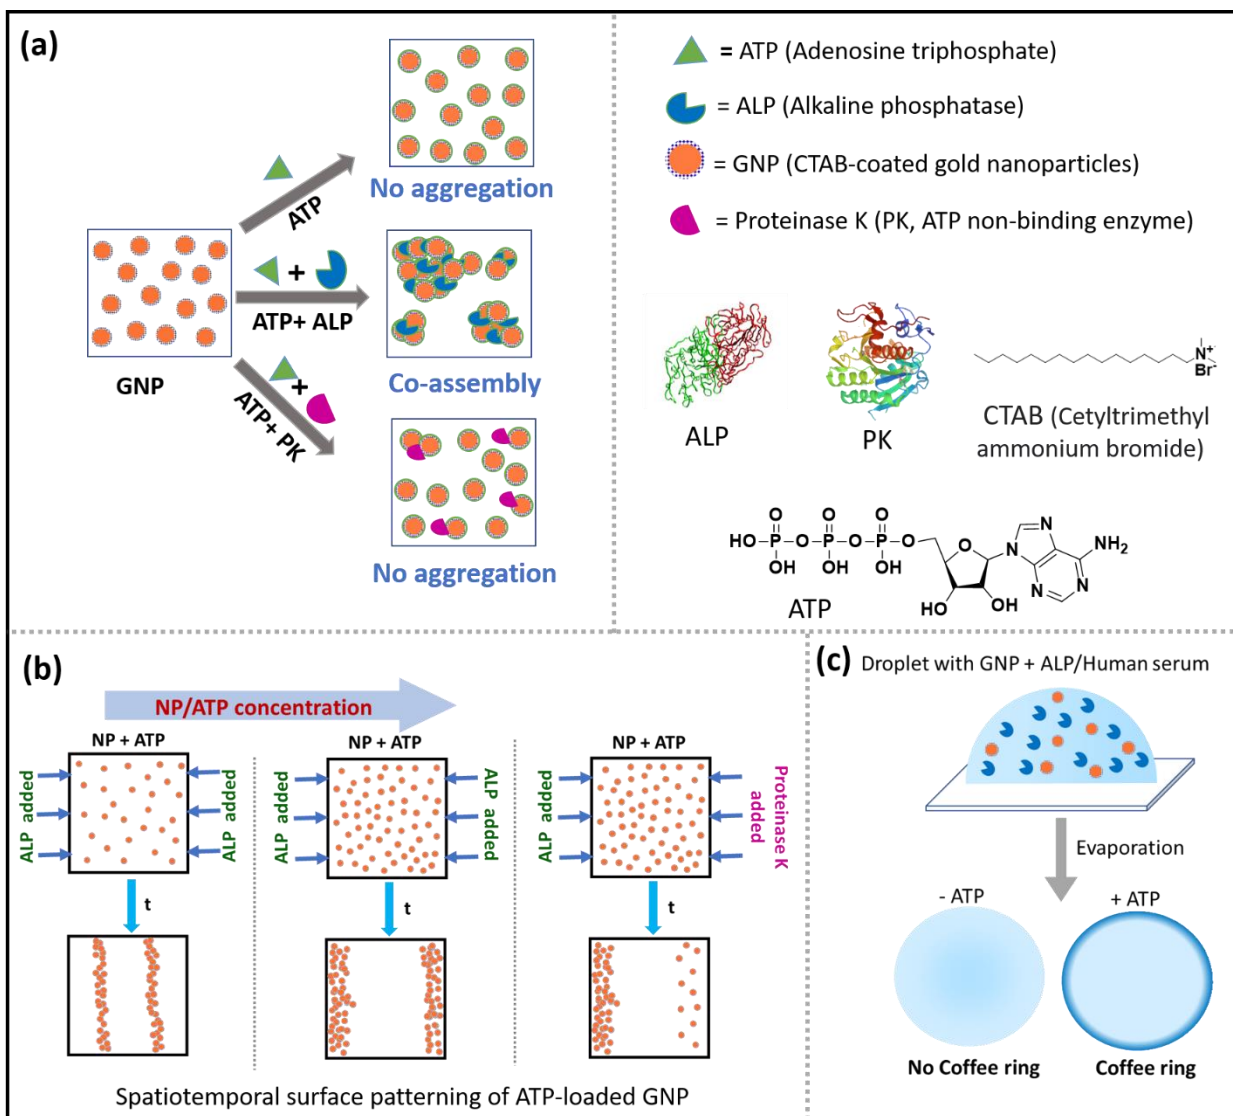 (a)
ATP
No aggregation
GNP
+
ATP+ ALP
Co-assembly
+
ATP+ PK
No aggregation
= ATP (Adenosine triphosphate)
= ALP (Alkaline phosphatase)
= GNP (CTAB-coated gold nanoparticles)
= Proteinase K (PK, ATP non-binding enzyme)
ALP
PK
N+
Br-
CTAB (Cetyltrimethyl
ammonium bromide)
O O O
HO P O P O P O
OH OH OH
O
HO OH
N N
N N
NH2
ATP
(b)
NP/ATP concentration
NP + ATP
ALP added
ALP added
t
NP + ATP
ALP added
ALP added
t
NP + ATP
ALP added
Proteinase K
added
t
Spatiotemporal surface patterning of ATP-loaded GNP
(c)
Droplet with GNP + ALP/Human serum
Evaporation
- ATP
+ ATP
No Coffee ring
Coffee ring